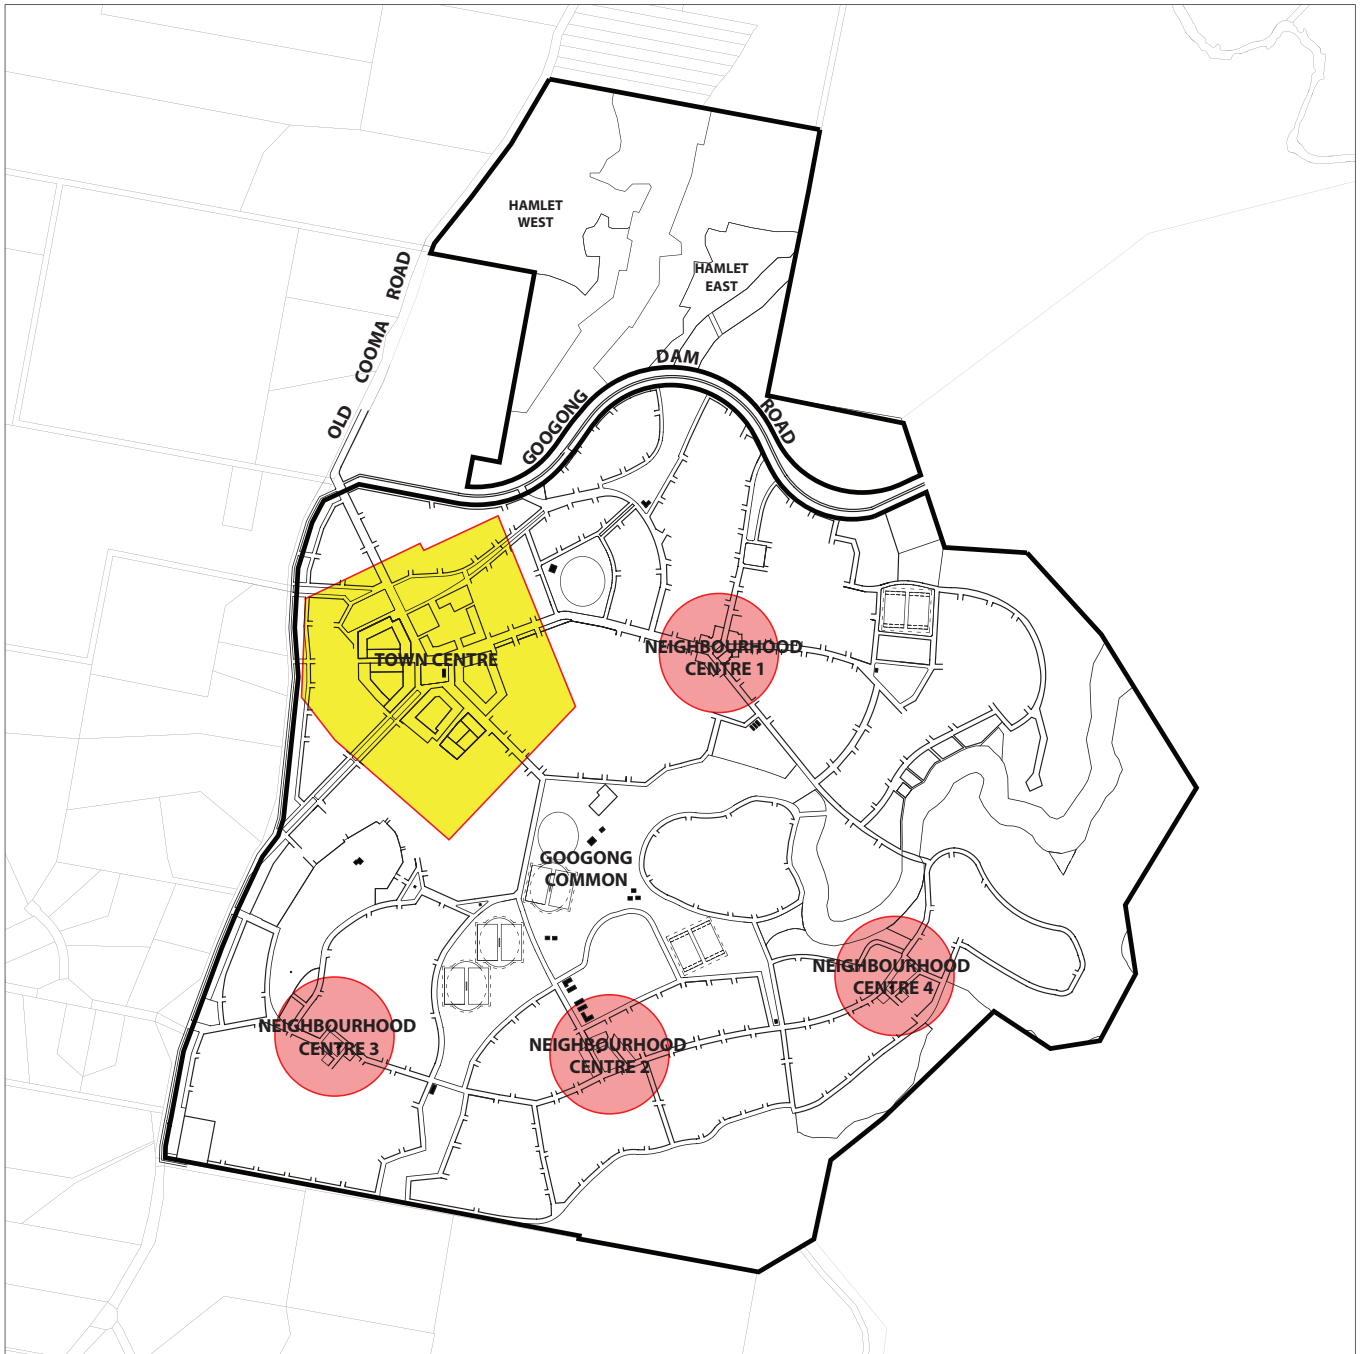 HAMLET
WEST
HAMLET
EAST
OLD COOMA ROAD
GOOGONG DAM ROAD
TOWN CENTRE
NEIGHBOURHOOD
CENTRE 1
GOOGONG
COMMON
NEIGHBOURHOOD
CENTRE 4
NEIGHBOURHOOD
CENTRE 3
NEIGHBOURHOOD
CENTRE 2